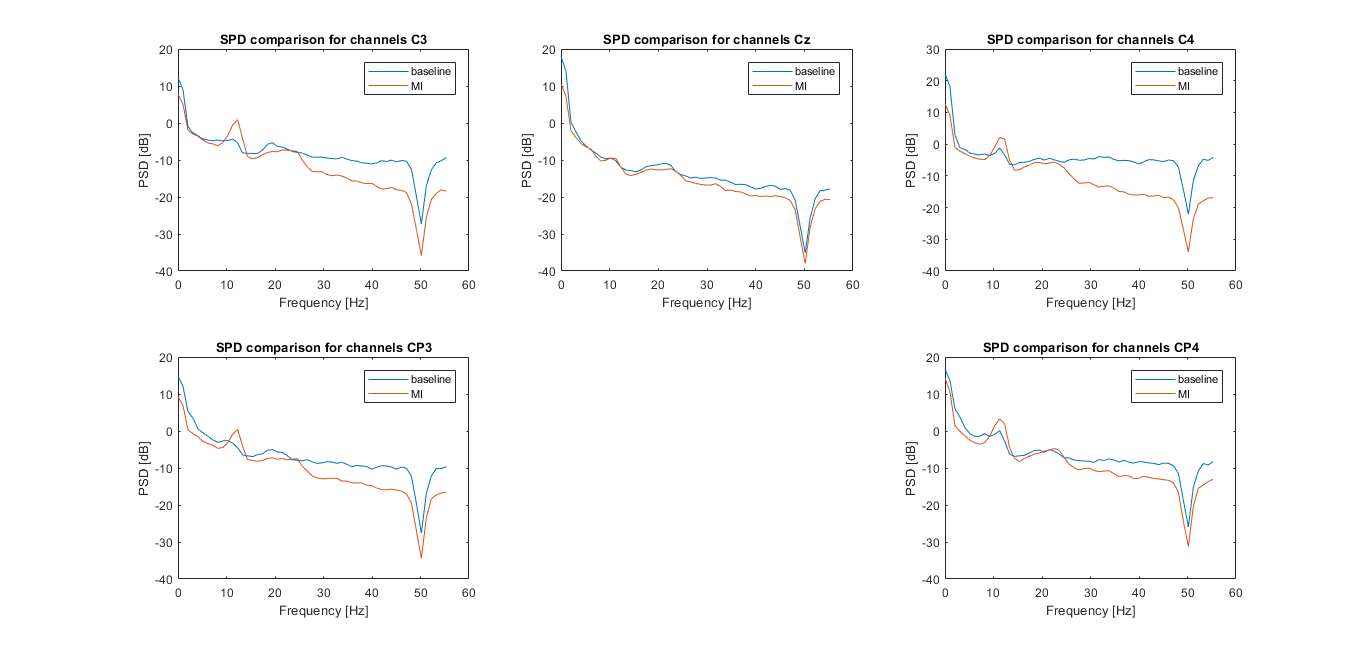 SPD comparison for channels C3
20
10
0
-10
-20
-30
-40
PSD [dB]
baseline
MI
0 10 20 30 40 50 60
Frequency [Hz]
SPD comparison for channels Cz
20
10
0
-10
-20
-30
-40
PSD [dB]
baseline
MI
0 10 20 30 40 50 60
Frequency [Hz]
SPD comparison for channels C4
30
20
10
0
-10
-20
-30
-40
PSD [dB]
baseline
MI
0 10 20 30 40 50 60
Frequency [Hz]
SPD comparison for channels CP3
20
10
0
-10
-20
-30
-40
PSD [dB]
baseline
MI
0 10 20 30 40 50 60
Frequency [Hz]
SPD comparison for channels CP4
20
10
0
-10
-20
-30
-40
PSD [dB]
baseline
MI
0 10 20 30 40 50 60
Frequency [Hz]